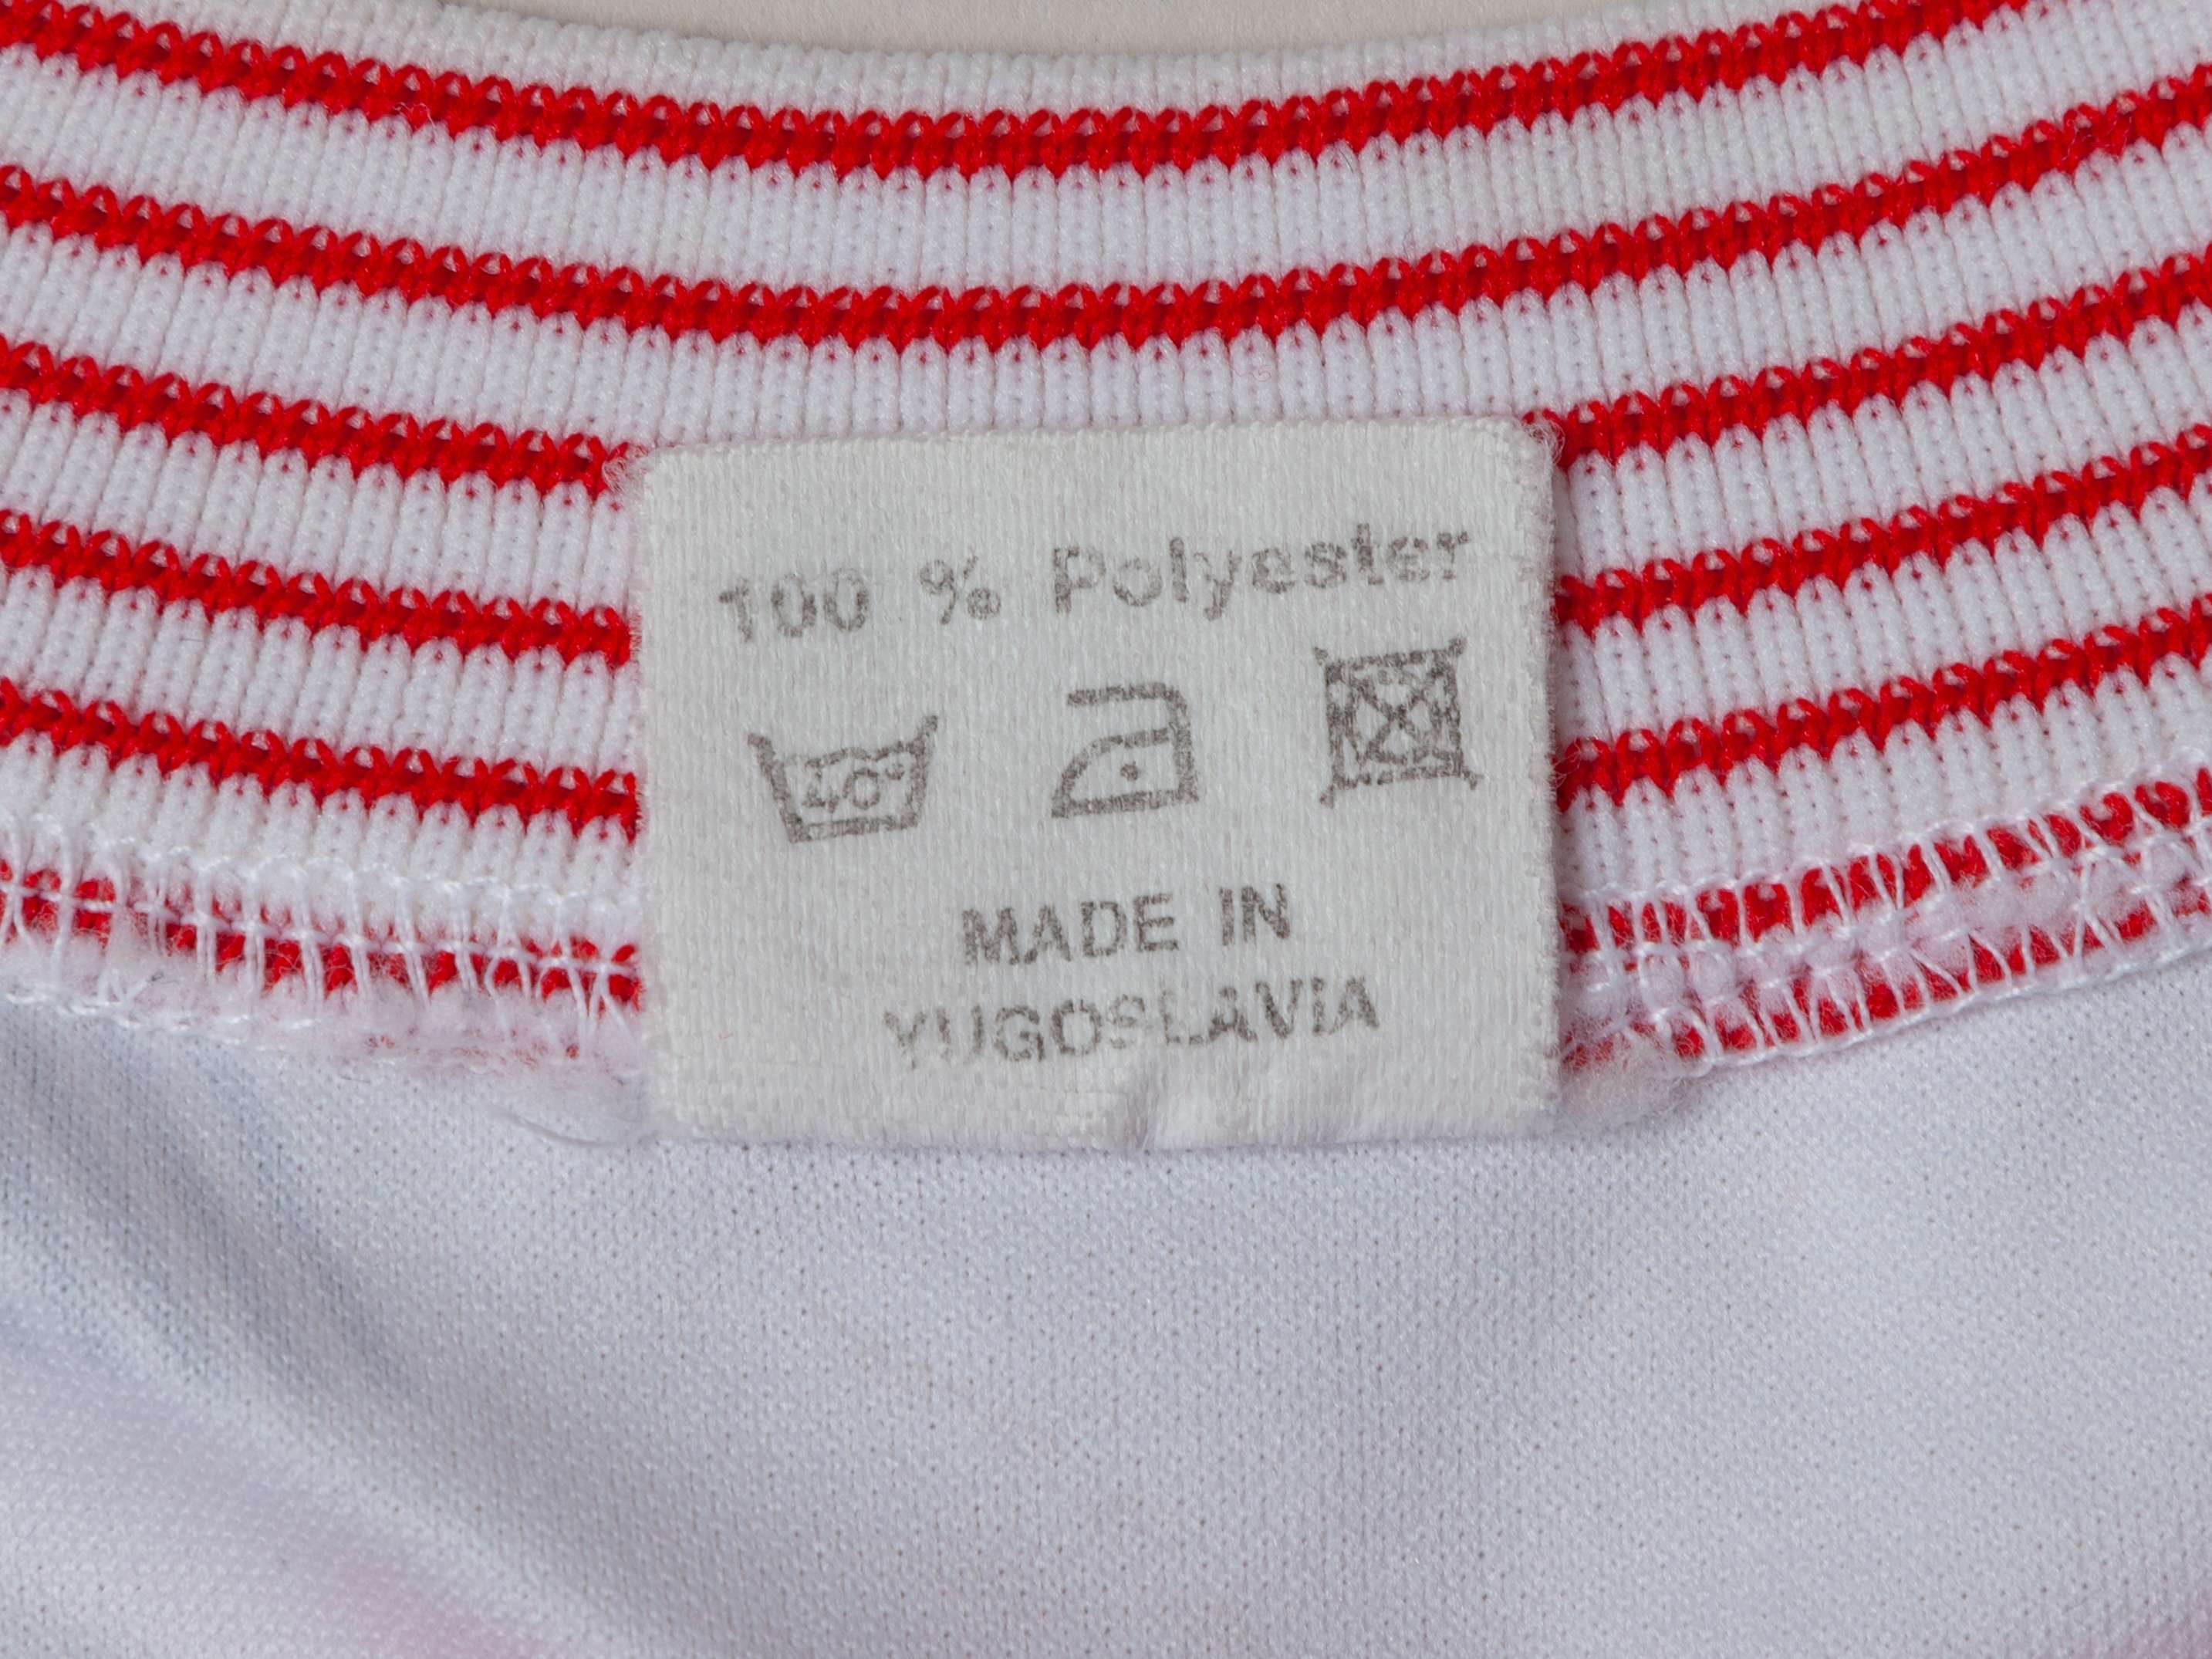 100 % Polyester
40°
MADE IN
YUGOSLAVIA